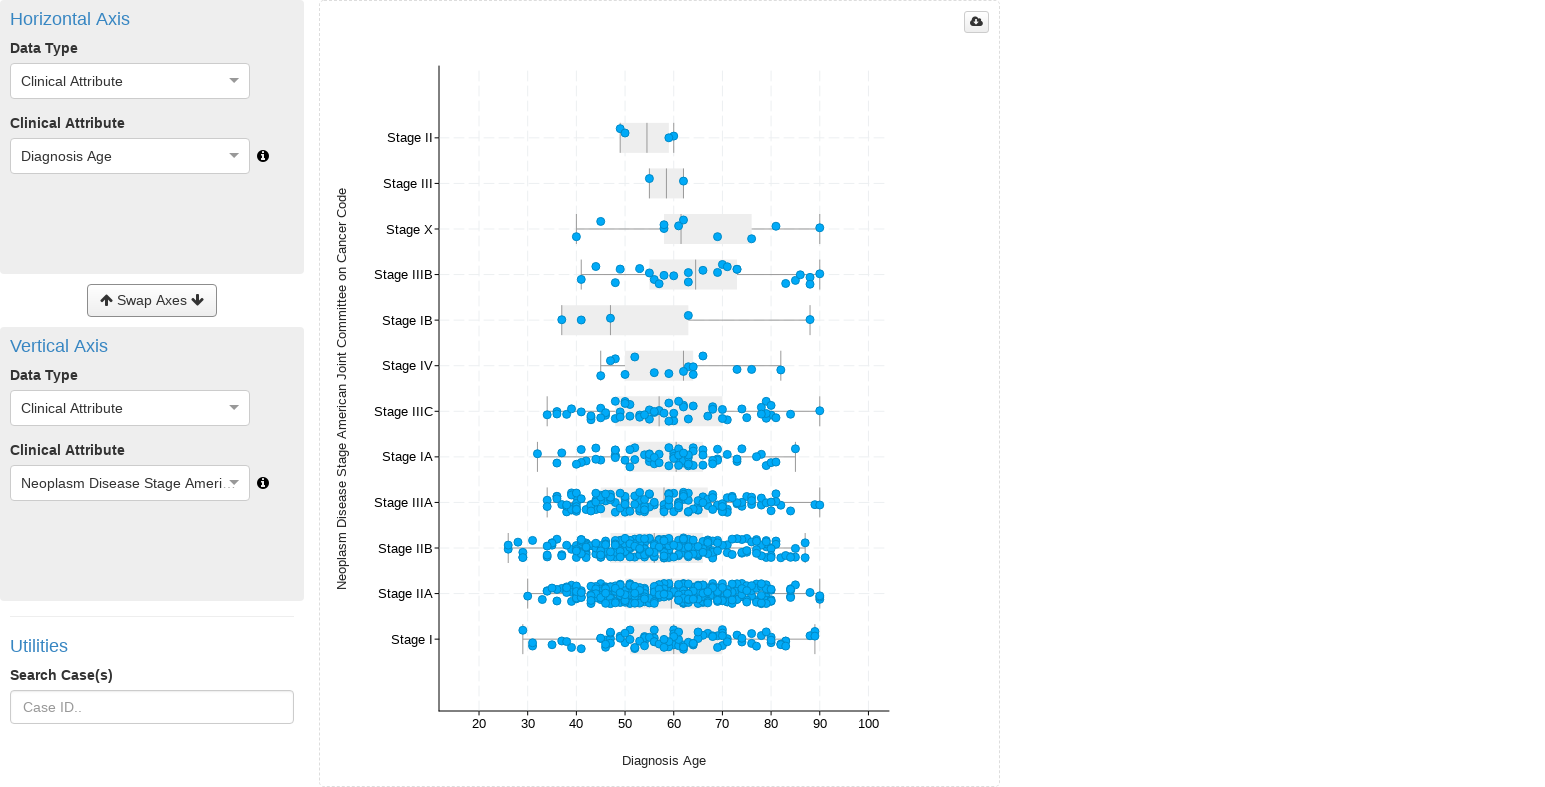 Horizontal Axis
Data Type
Clinical Attribute
Clinical Attribute
Diagnosis Age
Swap Axes
Vertical Axis
Data Type
Clinical Attribute
Clinical Attribute
Neoplasm Disease Stage Ameri...
Utilities
Search Case(s)
Case ID..
Neoplasm Disease Stage American Joint Committee on Cancer Code
Stage II
Stage III
Stage X
Stage IIIB
Stage IB
Stage IV
Stage IIIC
Stage IA
Stage IIIA
Stage IIB
Stage IIA
Stage I
20 30 40 50 60 70 80 90 100
Diagnosis Age